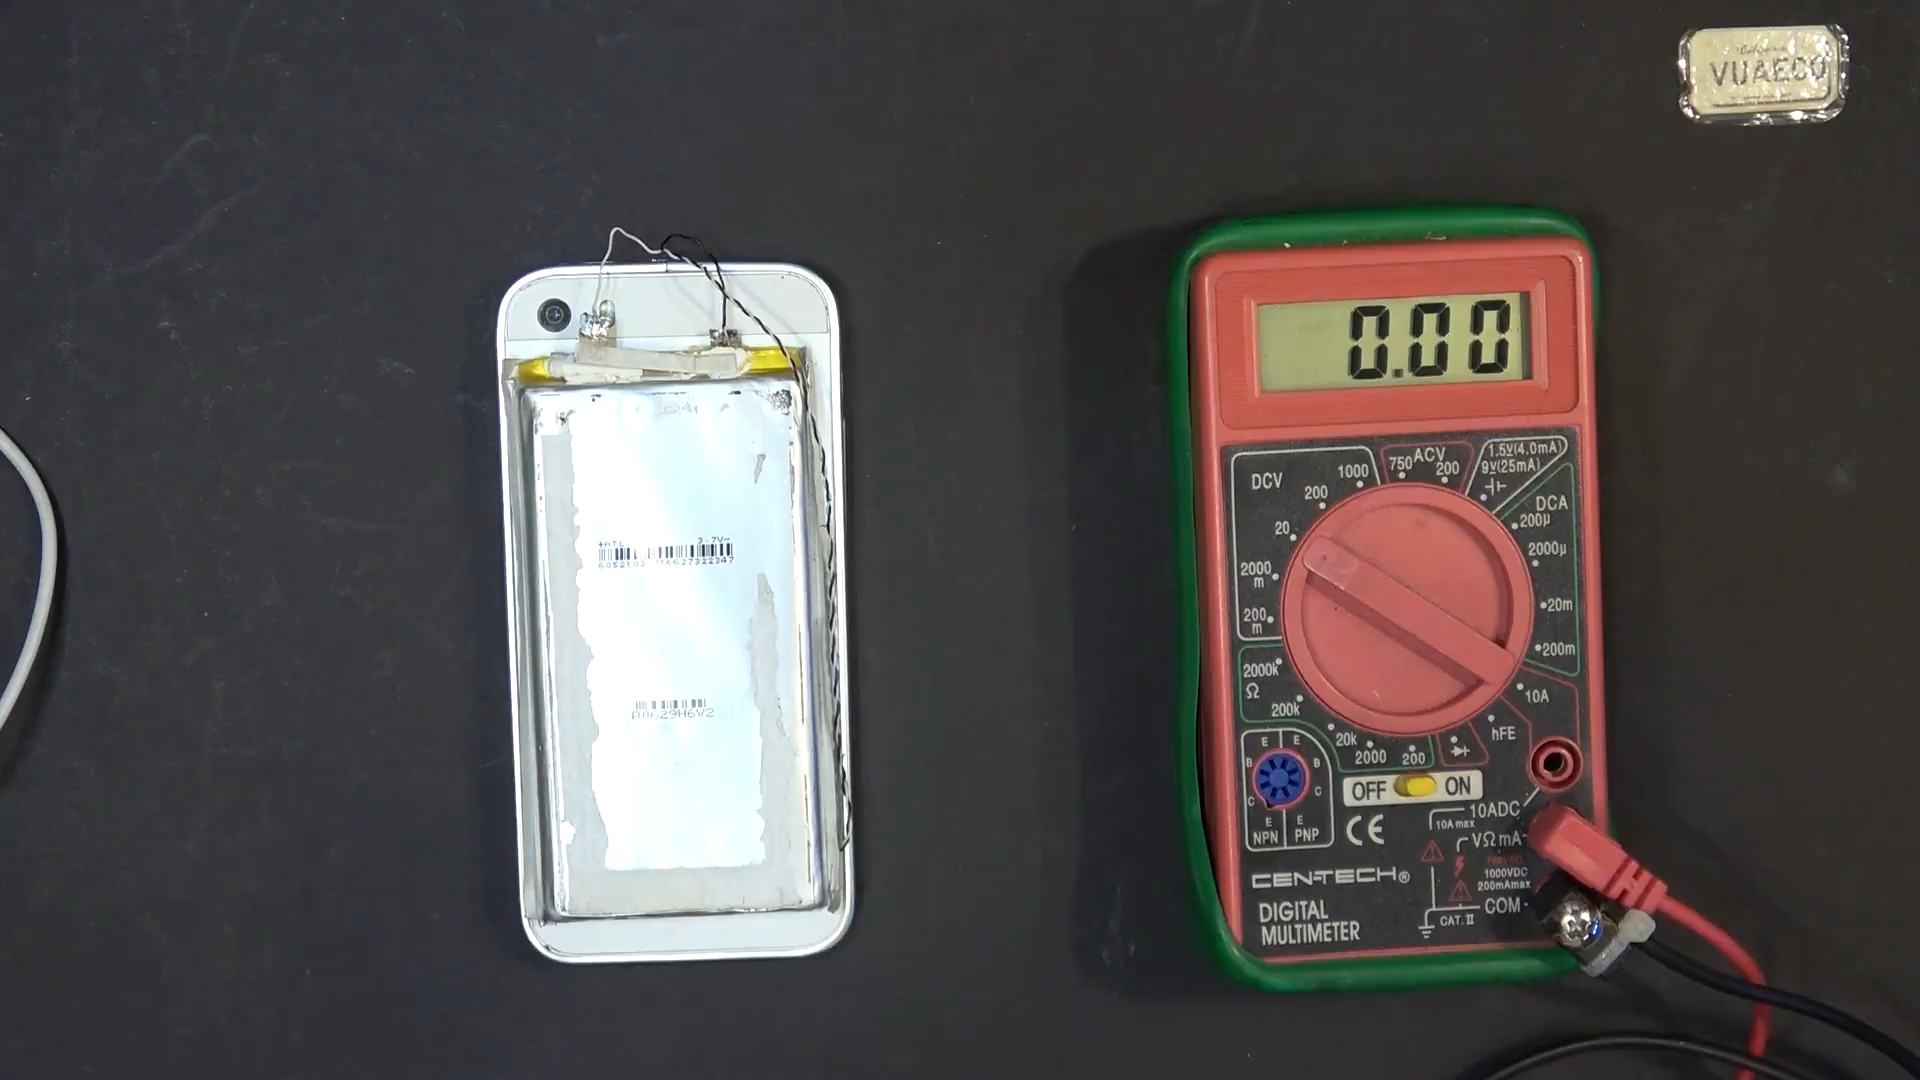 VUAECO
0.00
DCV
1000
750
ACV
200
1.5V(4.0mA)
9V(25mA)
200
20
2000
m
200
m
DCA
200µ
2000µ
20m
200m
10A
2000k
Ω
200k
20k
2000
200
hFE
E E
B B
C C
E E
NPN PNP
OFF ON
10ADC
10A max
VΩmA
1000VDC
200mAmax
COM
CAT. II
CE
CEN-TECH®
DIGITAL
MULTIMETER
+ATL 3.7V-
A0629H6V2